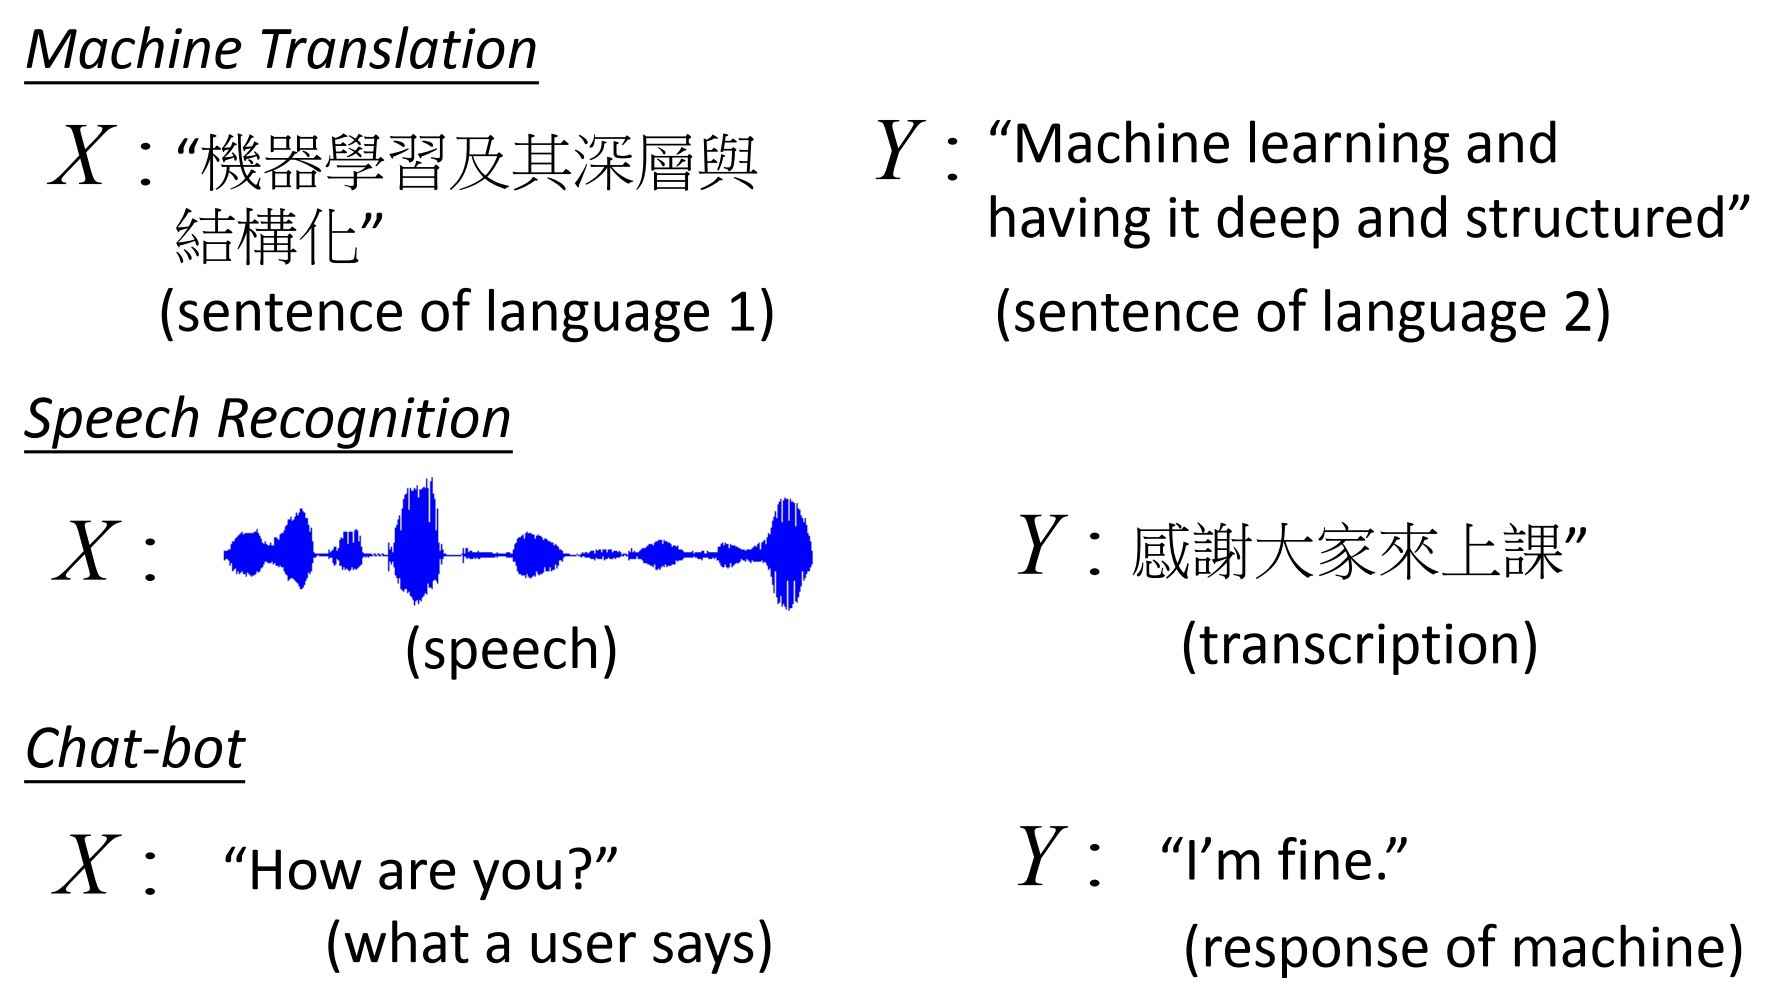 Machine Translation
X : “機器學習及其深層與
結構化”
(sentence of language 1)
Y : “Machine learning and
having it deep and structured”
(sentence of language 2)
Speech Recognition
X :
(speech)
Y : 感謝大家來上課”
(transcription)
Chat-bot
X : “How are you?”
(what a user says)
Y : “I’m fine.”
(response of machine)